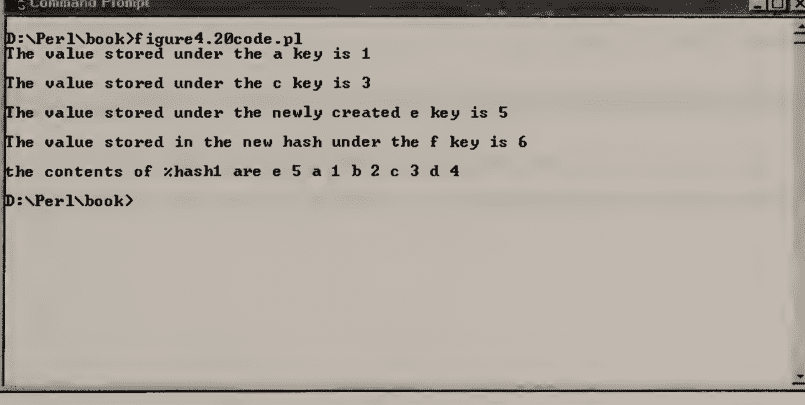 Command Prompt
D:\Perl\book>figure4.20code.pl
The value stored under the a key is 1
The value stored under the c key is 3
The value stored under the newly created e key is 5
The value stored in the new hash under the f key is 6
the contents of %hash1 are e 5 a 1 b 2 c 3 d 4
D:\Perl\book>